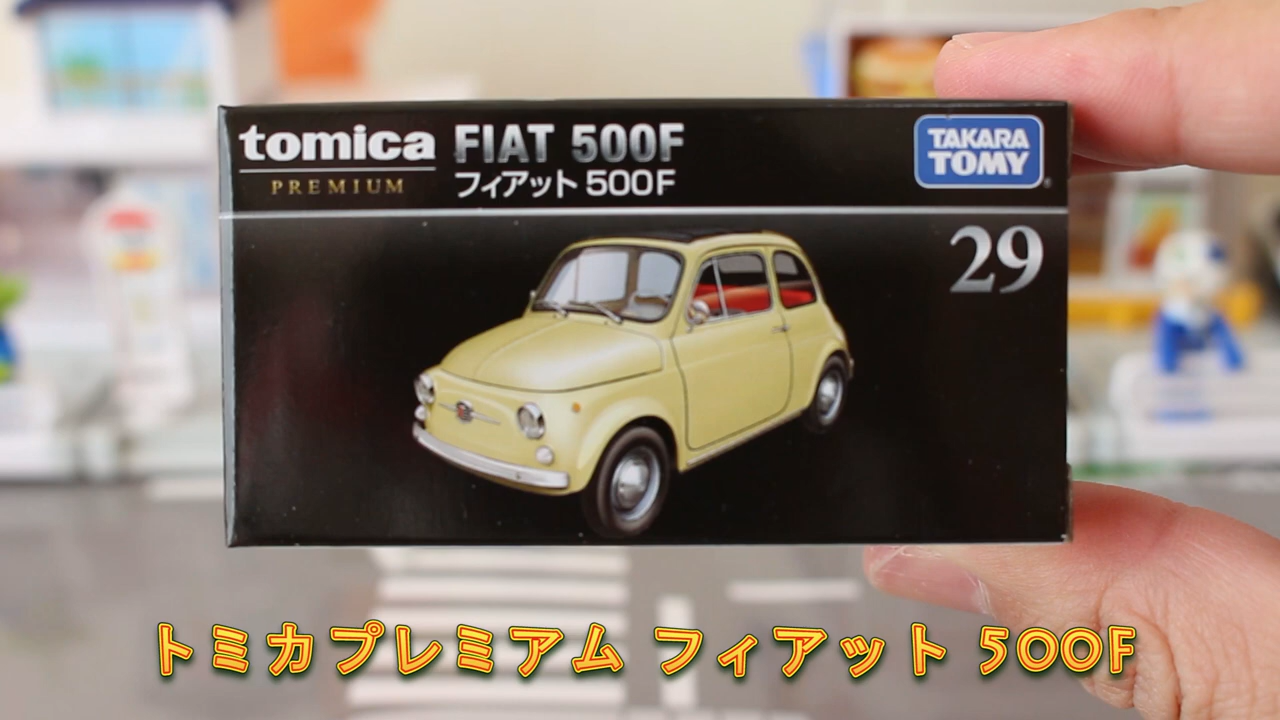 tomica
PREMIUM
FIAT 500F
フィアット 500F
TAKARA
TOMY
29
トミカプレミアム フィアット 500F